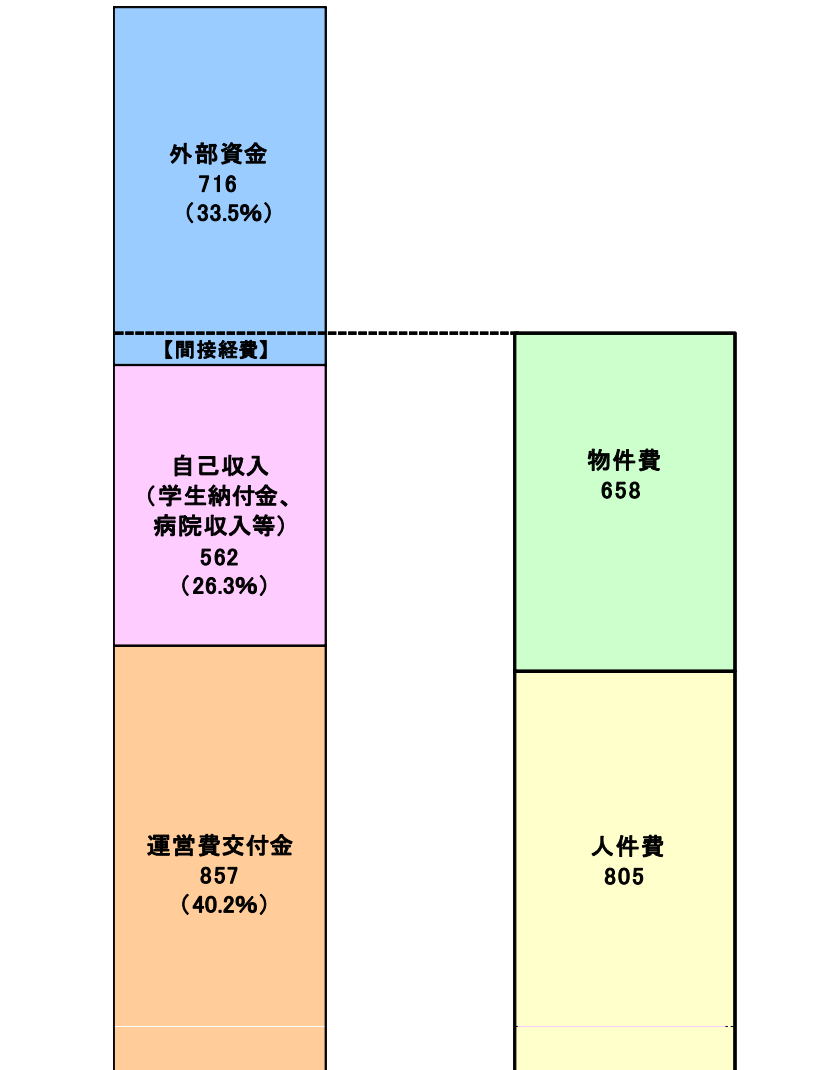 外部資金
716
（33.5%）
【間接経費】
自己収入
（学生納付金、
病院収入等）
562
（26.3%）
運営費交付金
857
（40.2%）
物件費
658
人件費
805